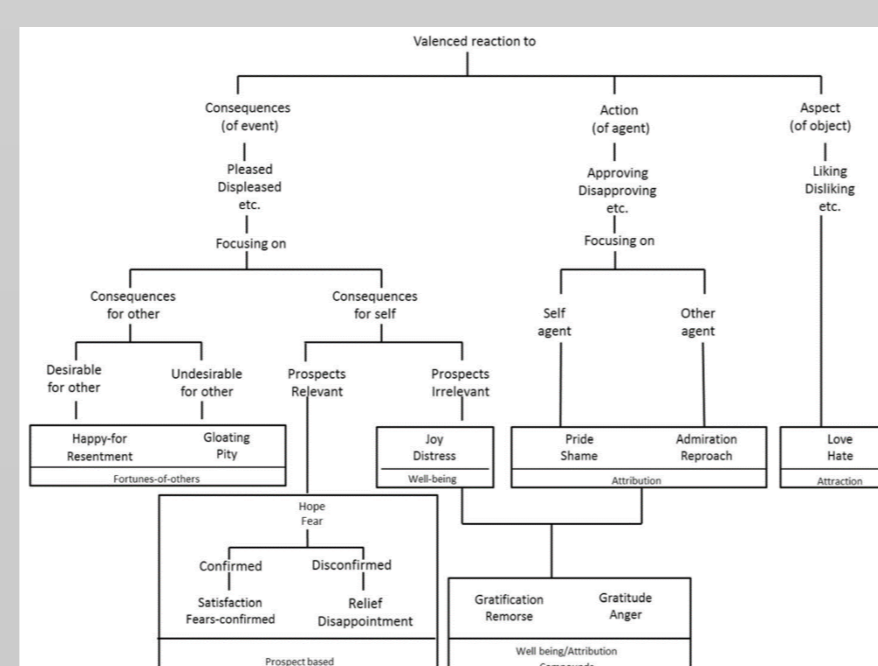 Valenced reaction to
Consequences
(of event)
Action
(of agent)
Aspect
(of object)
Pleased
Displeased
etc.
Approving
Disapproving
etc.
Liking
Disliking
etc.
Focusing on
Focusing on
Consequences
for other
Consequences
for self
Self
agent
Other
agent
Desirable
for other
Undesirable
for other
Prospects
Relevant
Prospects
Irrelevant
Happy-for
Resentment
Gloating
Pity
Fortunes-of-others
Joy
Distress
Well-being
Pride
Shame
Admiration
Reproach
Attribution
Love
Hate
Attraction
Hope
Fear
Confirmed
Disconfirmed
Satisfaction
Fears-confirmed
Relief
Disappointment
Prospect based
Gratification
Remorse
Gratitude
Anger
Well being/Attribution